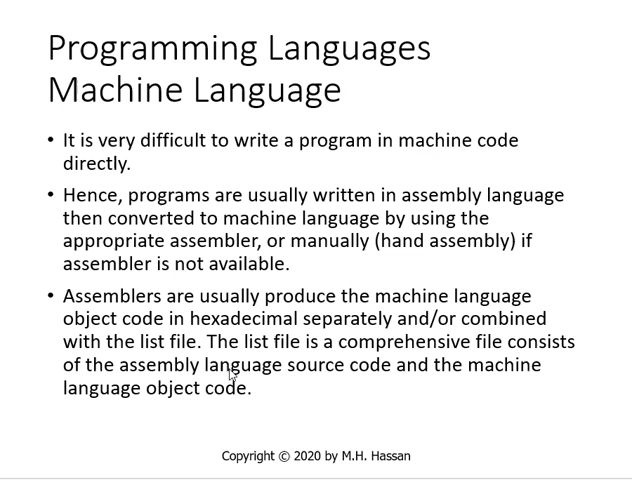 Programming Languages
Machine Language
• It is very difficult to write a program in machine code
directly.
• Hence, programs are usually written in assembly language
then converted to machine language by using the
appropriate assembler, or manually (hand assembly) if
assembler is not available.
• Assemblers are usually produce the machine language
object code in hexadecimal separately and/or combined
with the list file. The list file is a comprehensive file consists
of the assembly language source code and the machine
language object code.
Copyright © 2020 by M.H. Hassan